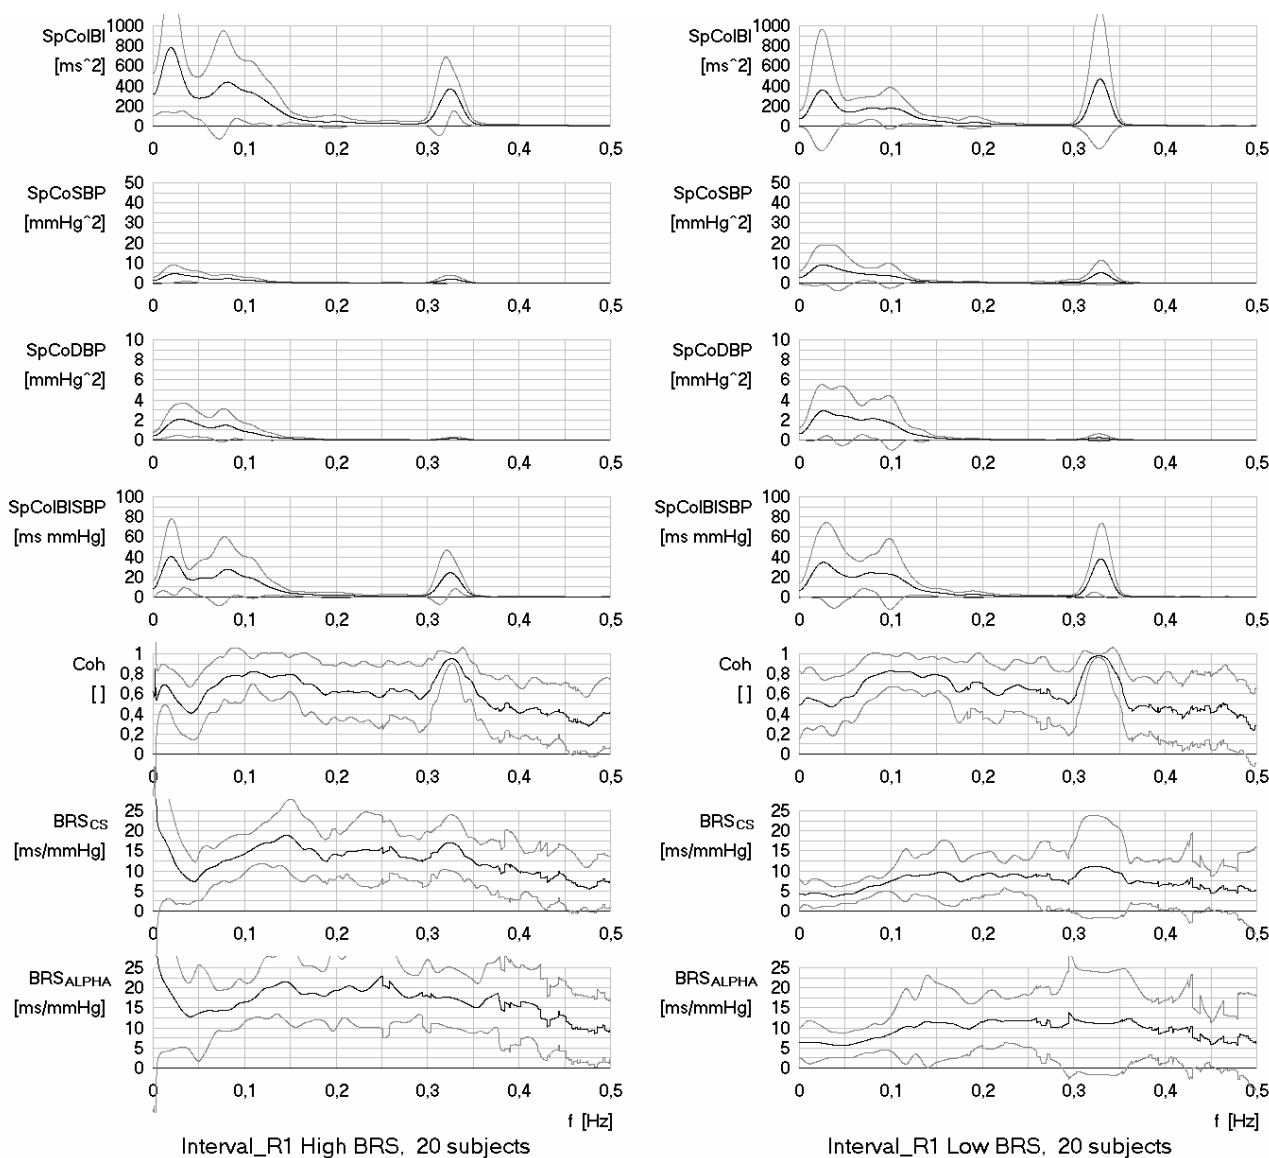 SpCoIBI
[ms^2]
1000
800
600
400
200
0
0 0,1 0,2 0,3 0,4 0,5
SpCoSBP
[mmHg^2]
50
40
30
20
10
0
0 0,1 0,2 0,3 0,4 0,5
SpCoDBP
[mmHg^2]
10
8
6
4
2
0
0 0,1 0,2 0,3 0,4 0,5
SpCoIBISBP
[ms mmHg]
100
80
60
40
20
0
0 0,1 0,2 0,3 0,4 0,5
Coh
[ ]
1
0,8
0,6
0,4
0,2
0
0 0,1 0,2 0,3 0,4 0,5
BRSCS
[ms/mmHg]
25
20
15
10
5
0
0 0,1 0,2 0,3 0,4 0,5
BRSALPHA
[ms/mmHg]
25
20
15
10
5
0
0 0,1 0,2 0,3 0,4 0,5
f [Hz]
Interval_R1 High BRS, 20 subjects
SpCoIBI
[ms^2]
1000
800
600
400
200
0
0 0,1 0,2 0,3 0,4 0,5
SpCoSBP
[mmHg^2]
50
40
30
20
10
0
0 0,1 0,2 0,3 0,4 0,5
SpCoDBP
[mmHg^2]
10
8
6
4
2
0
0 0,1 0,2 0,3 0,4 0,5
SpCoIBISBP
[ms mmHg]
100
80
60
40
20
0
0 0,1 0,2 0,3 0,4 0,5
Coh
[ ]
1
0,8
0,6
0,4
0,2
0
0 0,1 0,2 0,3 0,4 0,5
BRSCS
[ms/mmHg]
25
20
15
10
5
0
0 0,1 0,2 0,3 0,4 0,5
BRSALPHA
[ms/mmHg]
25
20
15
10
5
0
0 0,1 0,2 0,3 0,4 0,5
f [Hz]
Interval_R1 Low BRS, 20 subjects